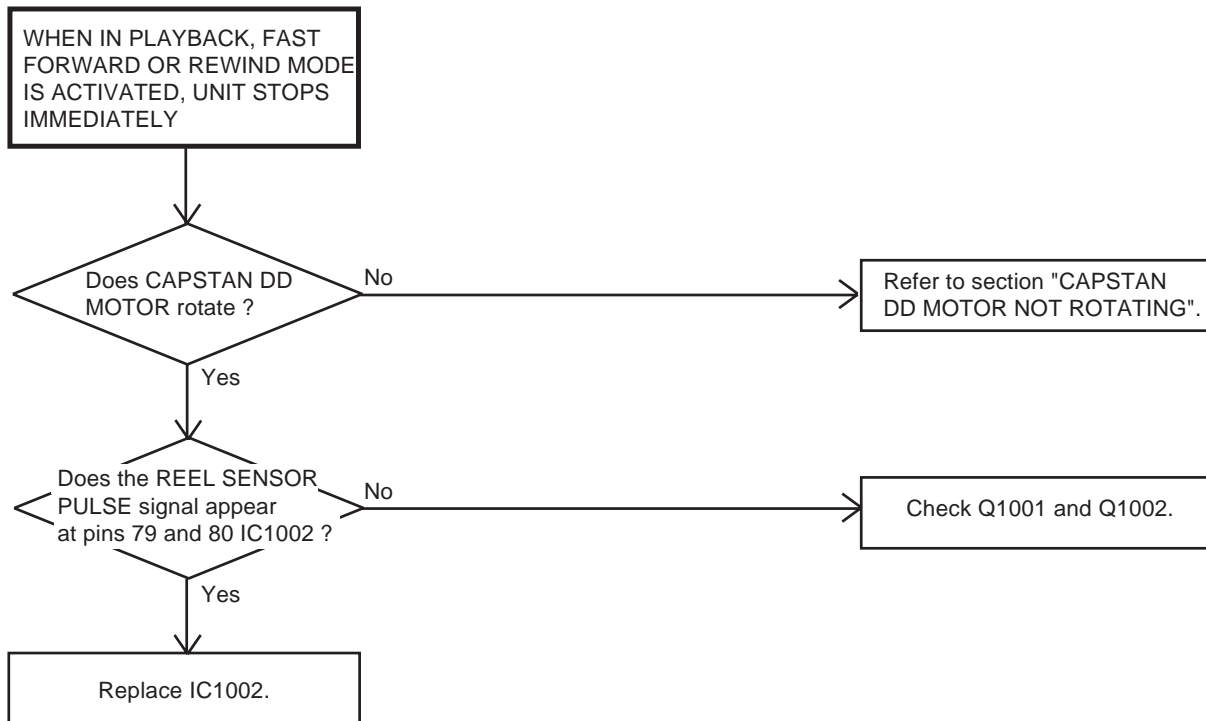 WHEN IN PLAYBACK, FAST
FORWARD OR REWIND MODE
IS ACTIVATED, UNIT STOPS
IMMEDIATELY
Does CAPSTAN DD
MOTOR rotate ?
No
Refer to section "CAPSTAN
DD MOTOR NOT ROTATING".
Yes
Does the REEL SENSOR
PULSE signal appear
at pins 79 and 80 IC1002 ?
No
Check Q1001 and Q1002.
Yes
Replace IC1002.